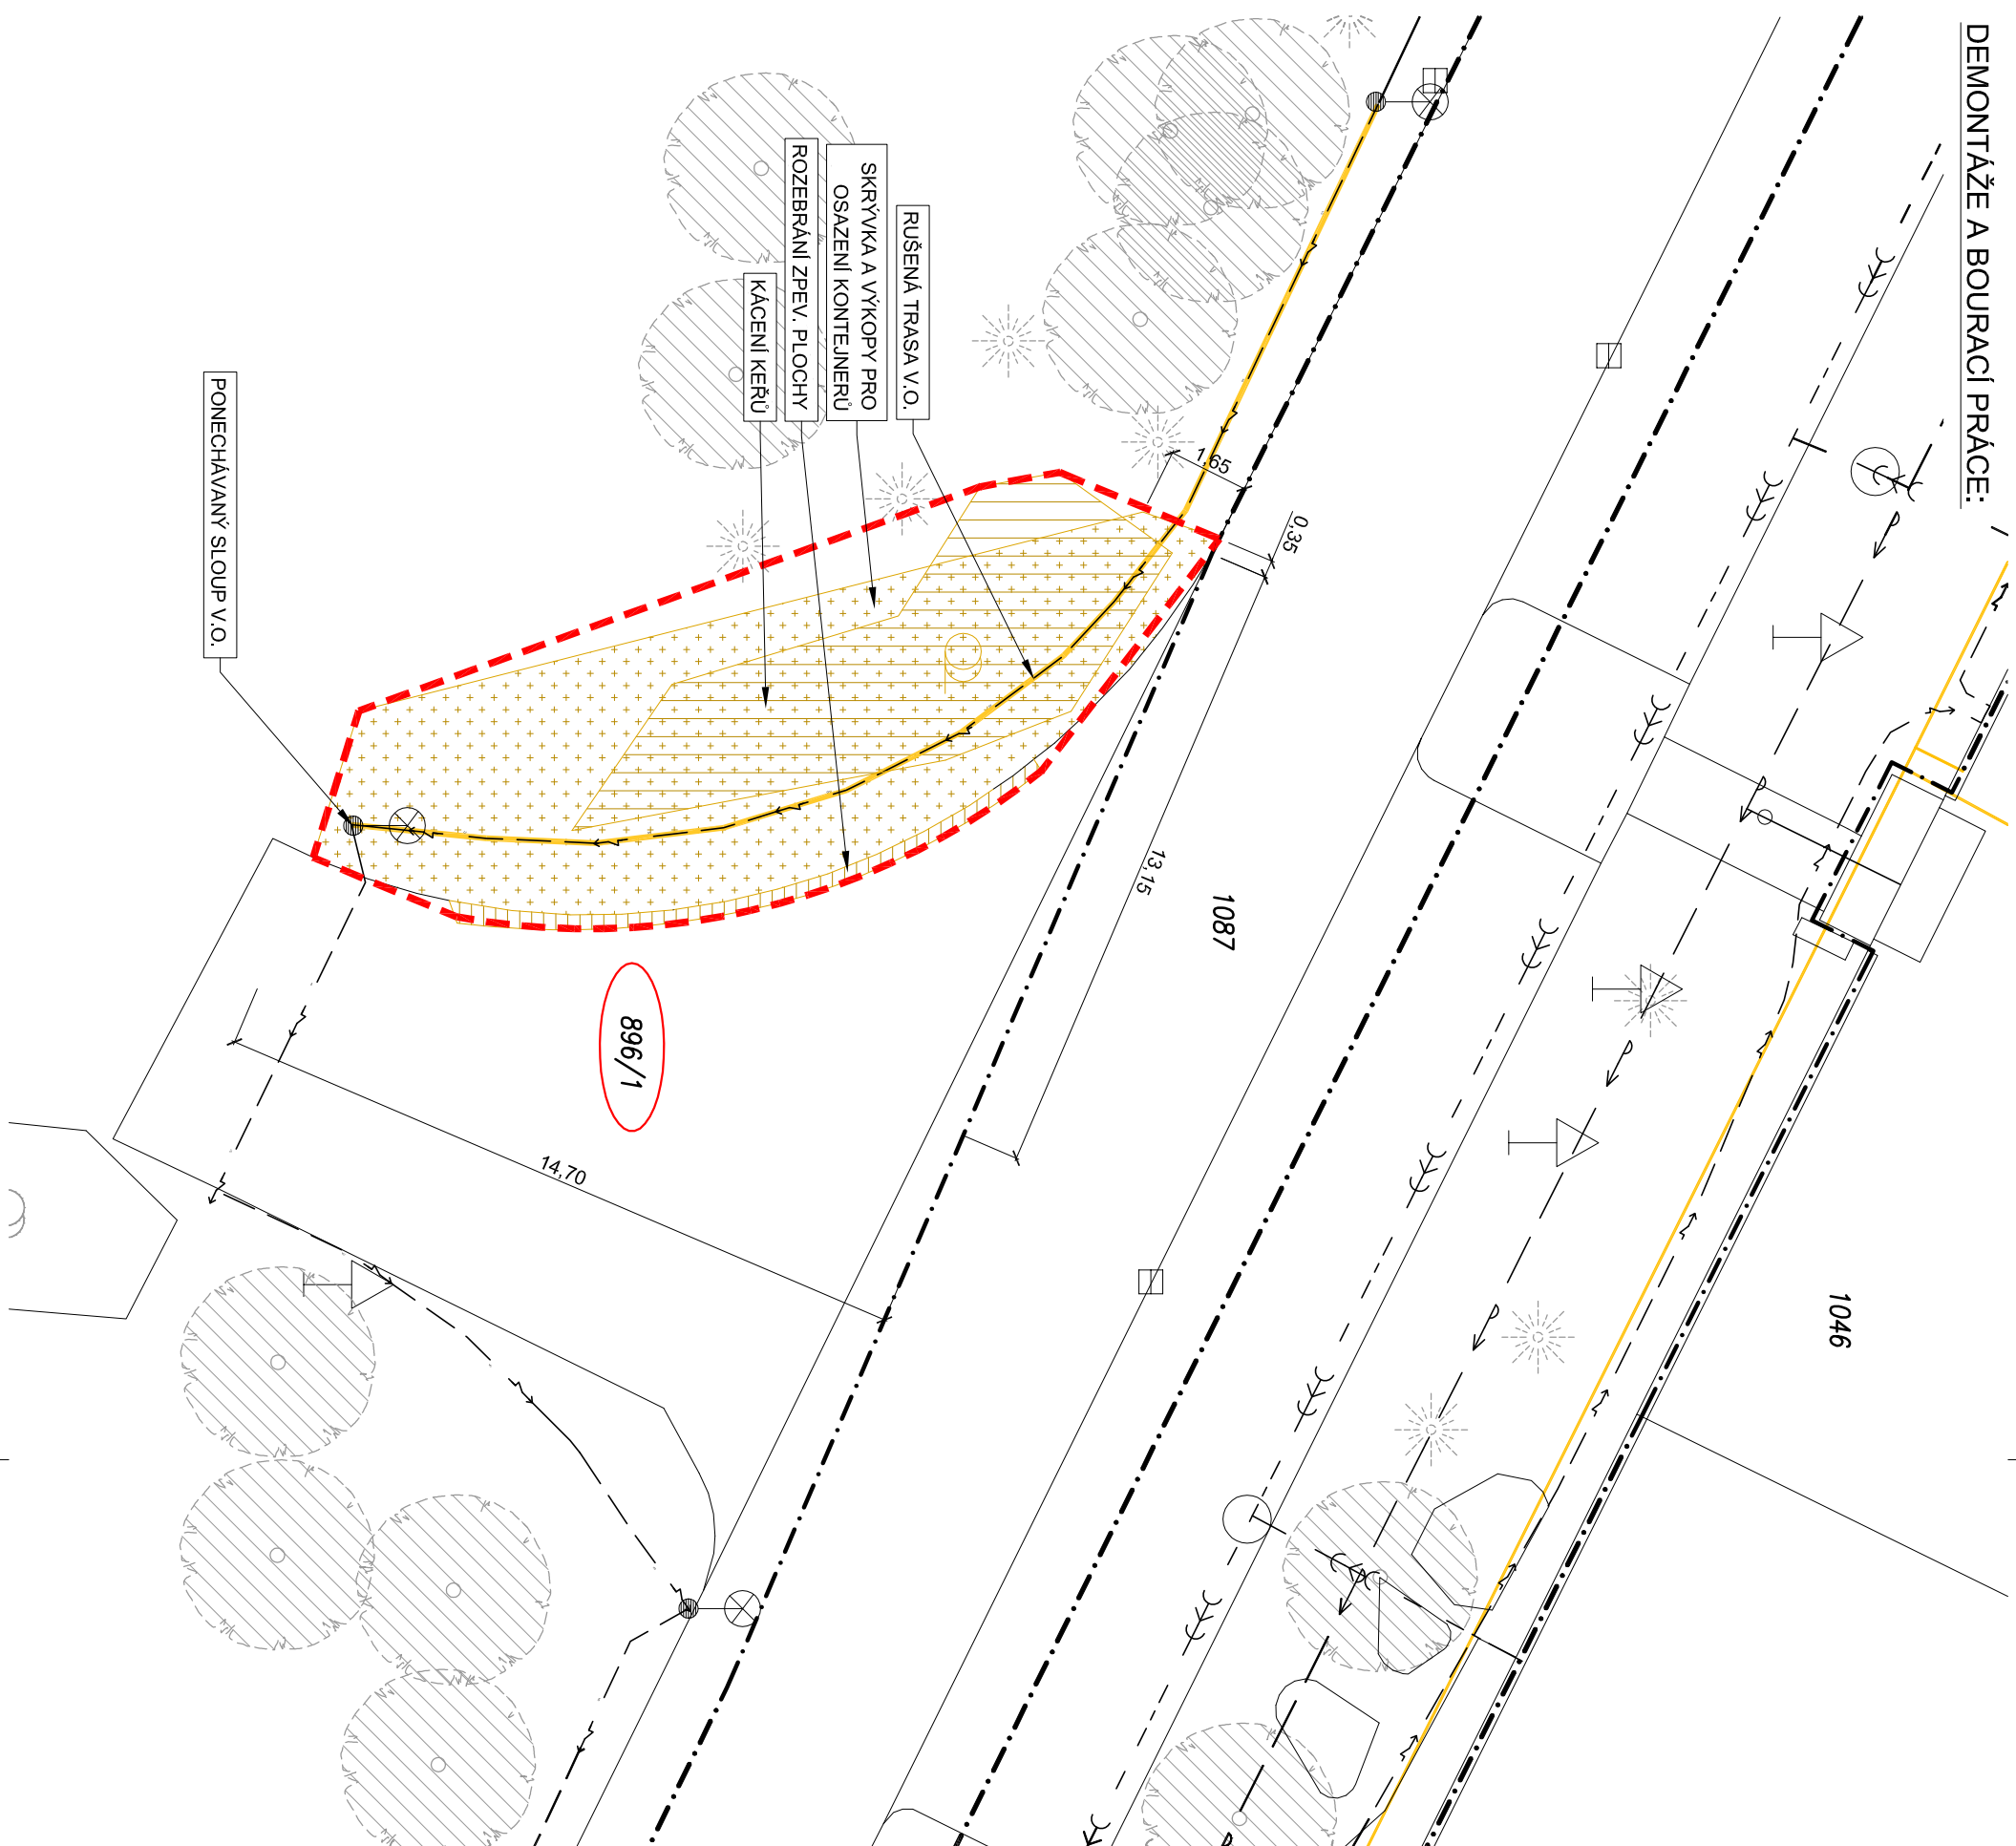 DEMONTÁŽE A BOURACÍ PRÁCE:
RUŠENÁ TRASA V.O.
SKRÝVKA A VÝKOPY PRO
OSAZENÍ KONTEJNERŮ
ROZEBRÁNÍ ZPEV. PLOCHY
KÁCENÍ KEŘŮ
PONECHÁVANÝ SLOUP V.O.
1,65
0,35
13,15
1087
896/1
14,70
1046